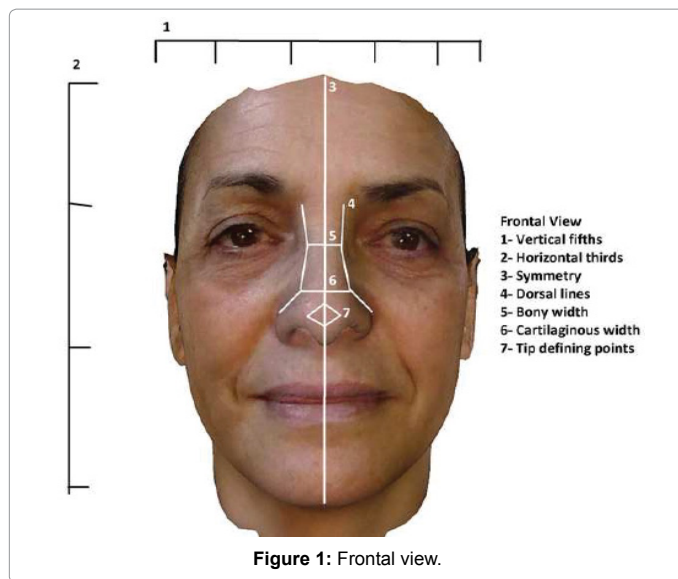 1
2
3
4
5
6
7
Frontal View
1- Vertical fifths
2- Horizontal thirds
3- Symmetry
4- Dorsal lines
5- Bony width
6- Cartilaginous width
7- Tip defining points
Figure 1: Frontal view.